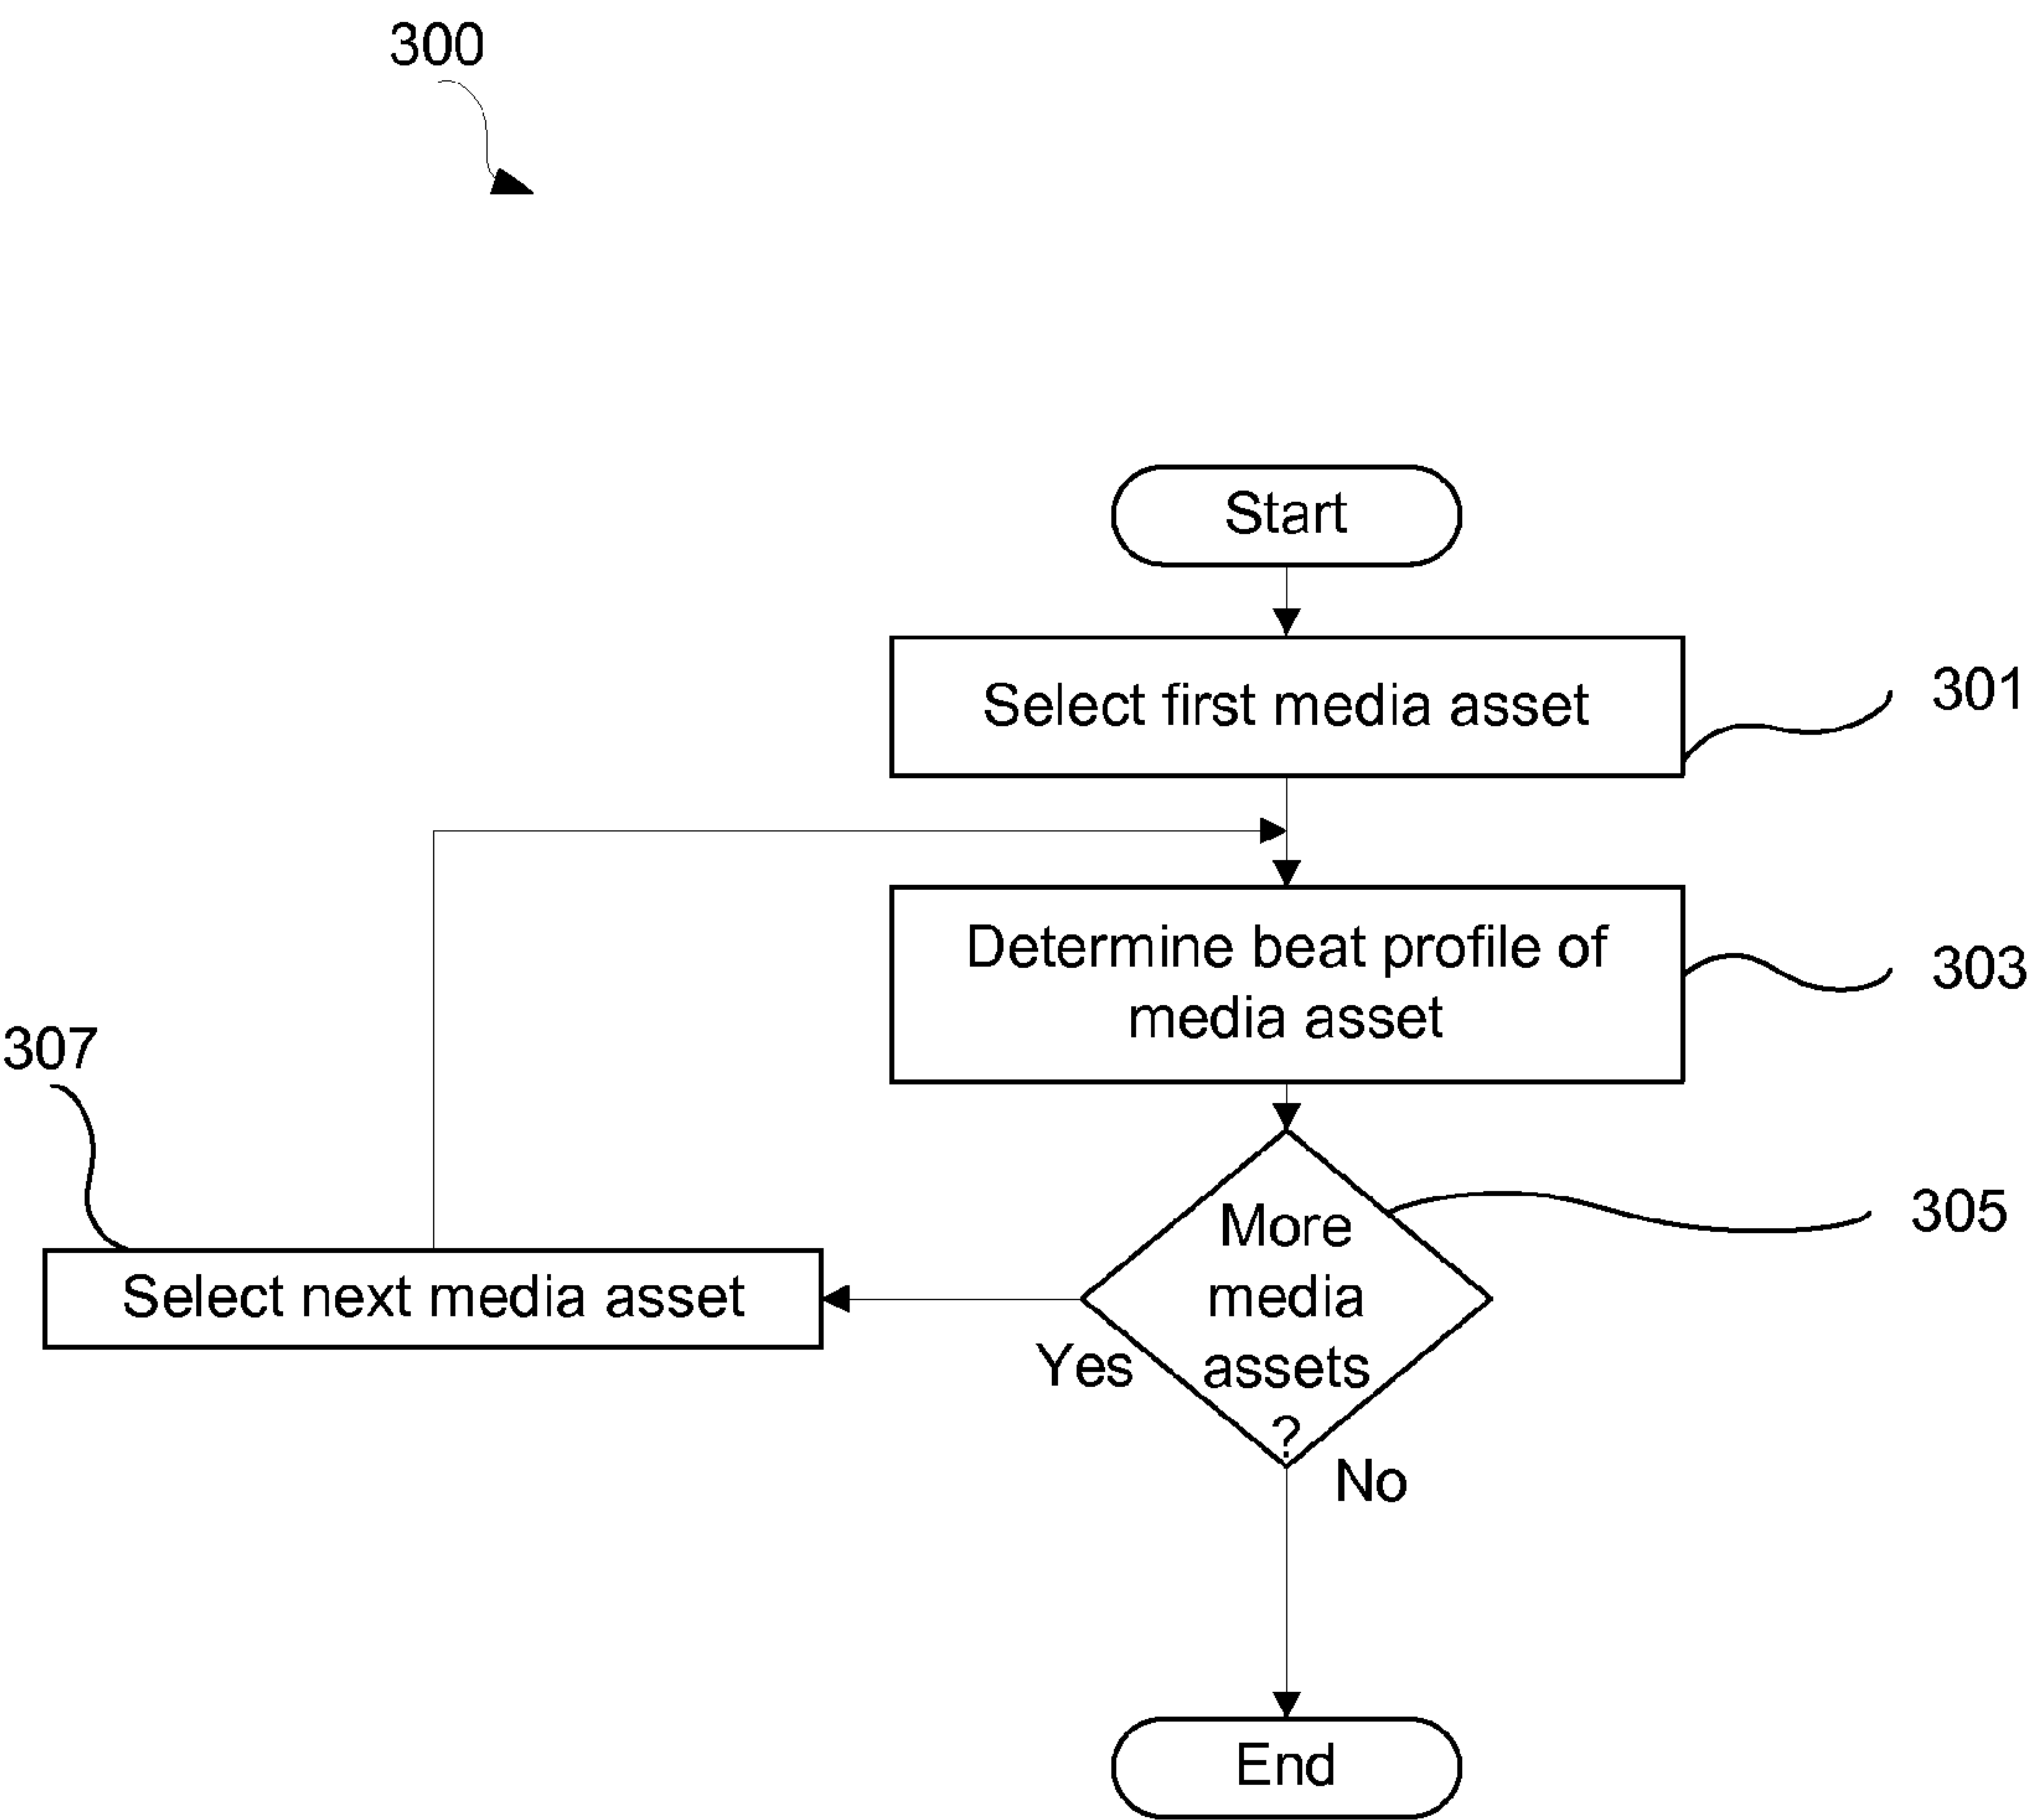 300
Start
Select first media asset
301
Determine beat profile of
media asset
303
307
More
media
assets
?
305
Select next media asset
Yes
No
End